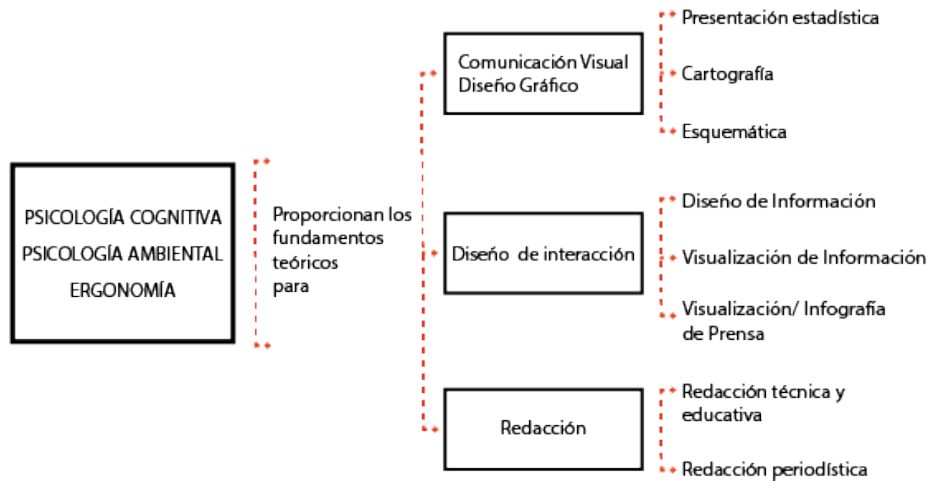 PSICOLOGÍA COGNITIVA
PSICOLOGÍA AMBIENTAL
ERGONOMÍA
Proporcionan los
fundamentos
teóricos
para
Comunicación Visual
Diseño Gráfico
Presentación estadística
Cartografía
Esquemática
Diseño de interacción
Diseño de Información
Visualización de Información
Visualización/ Infografía
de Prensa
Redacción
Redacción técnica y
educativa
Redacción periodística